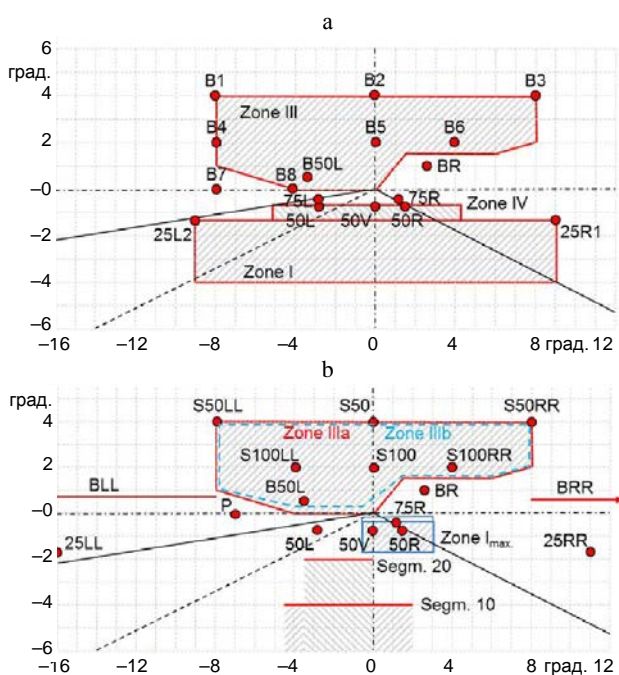 a
6
град.
B1 B2 B3
4
Zone III
B4 B5 B6
2
B50L BR
B7 B8
–0
75L 75R
50L 50V 50R Zone IV
25L2 25R1
–2
Zone I
–4
–6
–16 –12 –8 –4 0 4 8 град. 12
b
град.
S50LL S50 S50RR
4
Zone IIIa Zone IIIb
S100LL S100 S100RR
2
BLL B50L BR BRR
P 75R
–0
25LL 50L 50V 50R Zone Imax. 25RR
–2
Segm. 20
–4
Segm. 10
–6
–16 –12 –8 –4 0 4 8 град. 12